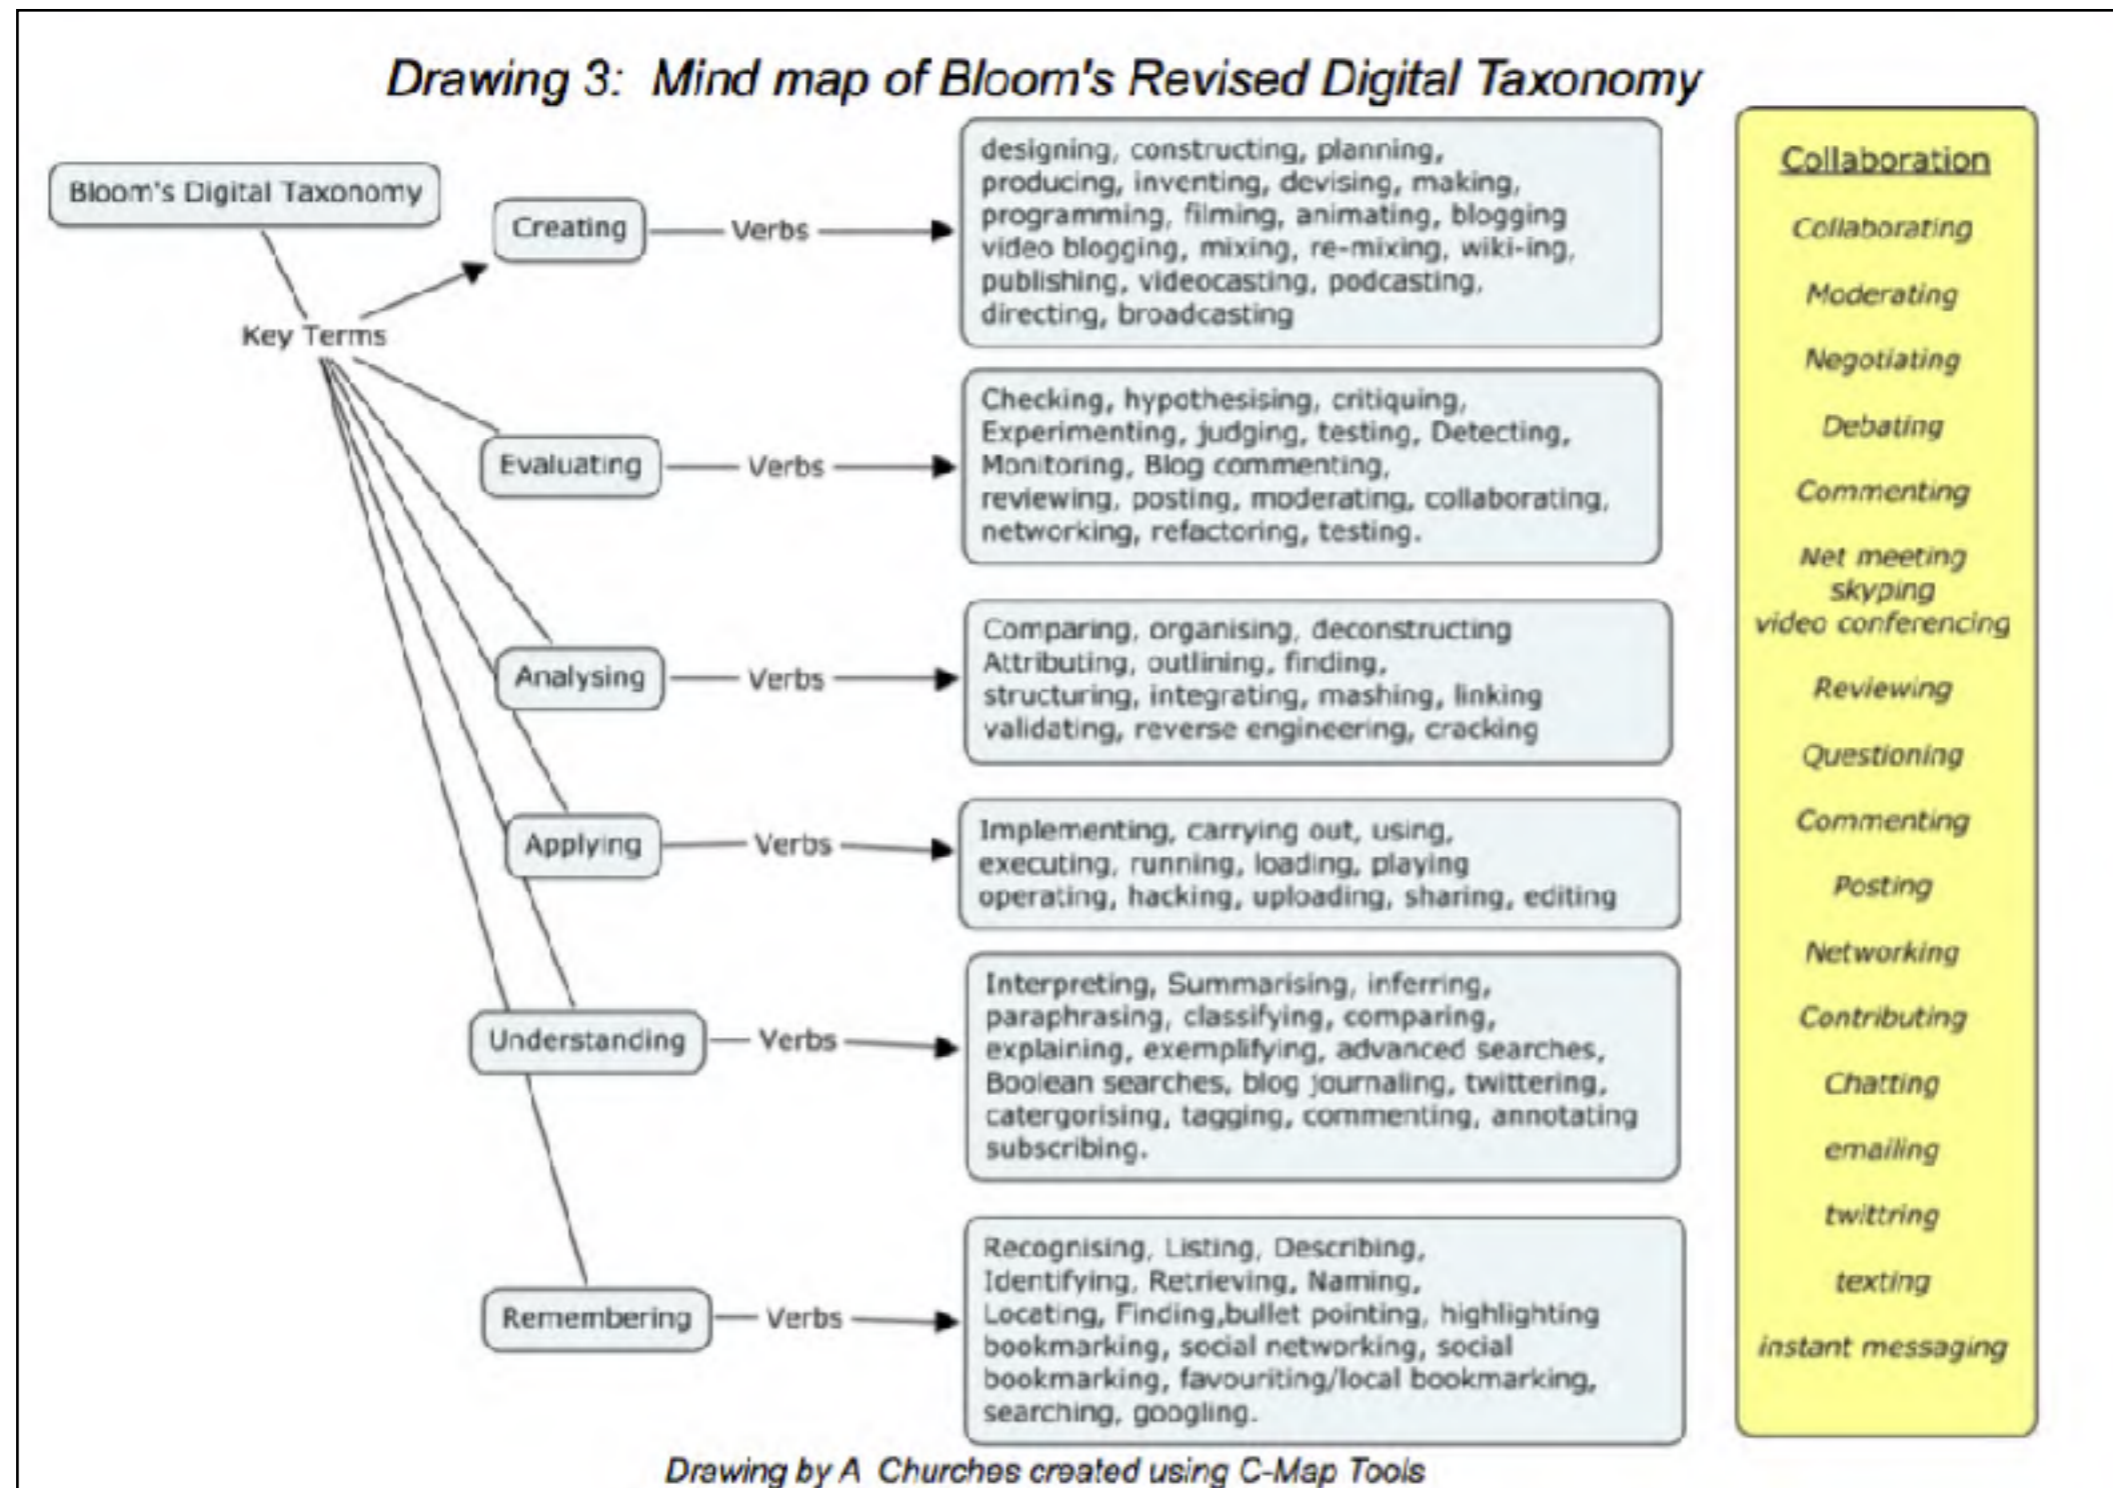 Drawing 3: Mind map of Bloom's Revised Digital Taxonomy
Bloom's Digital Taxonomy
Key Terms
Creating
Verbs
designing, constructing, planning,
producing, inventing, devising, making,
programming, filming, animating, blogging
video blogging, mixing, re-mixing, wiki-ing,
publishing, videocasting, podcasting,
directing, broadcasting
Evaluating
Verbs
Checking, hypothesising, critiquing,
Experimenting, judging, testing, Detecting,
Monitoring, Blog commenting,
reviewing, posting, moderating, collaborating,
networking, refactoring, testing.
Analysing
Verbs
Comparing, organising, deconstructing
Attributing, outlining, finding,
structuring, integrating, mashing, linking
validating, reverse engineering, cracking
Applying
Verbs
Implementing, carrying out, using,
executing, running, loading, playing
operating, hacking, uploading, sharing, editing
Understanding
Verbs
Interpreting, Summarising, inferring,
paraphrasing, classifying, comparing,
explaining, exemplifying, advanced searches,
Boolean searches, blog journaling, twittering,
catergorising, tagging, commenting, annotating
subscribing.
Remembering
Verbs
Recognising, Listing, Describing,
Identifying, Retrieving, Naming,
Locating, Finding,bullet pointing, highlighting
bookmarking, social networking, social
bookmarking, favouriting/local bookmarking,
searching, googling.
Collaboration
Collaborating
Moderating
Negotiating
Debating
Commenting
Net meeting
skyping
video conferencing
Reviewing
Questioning
Commenting
Posting
Networking
Contributing
Chatting
emailing
twittring
texting
instant messaging
Drawing by A Churches created using C-Map Tools